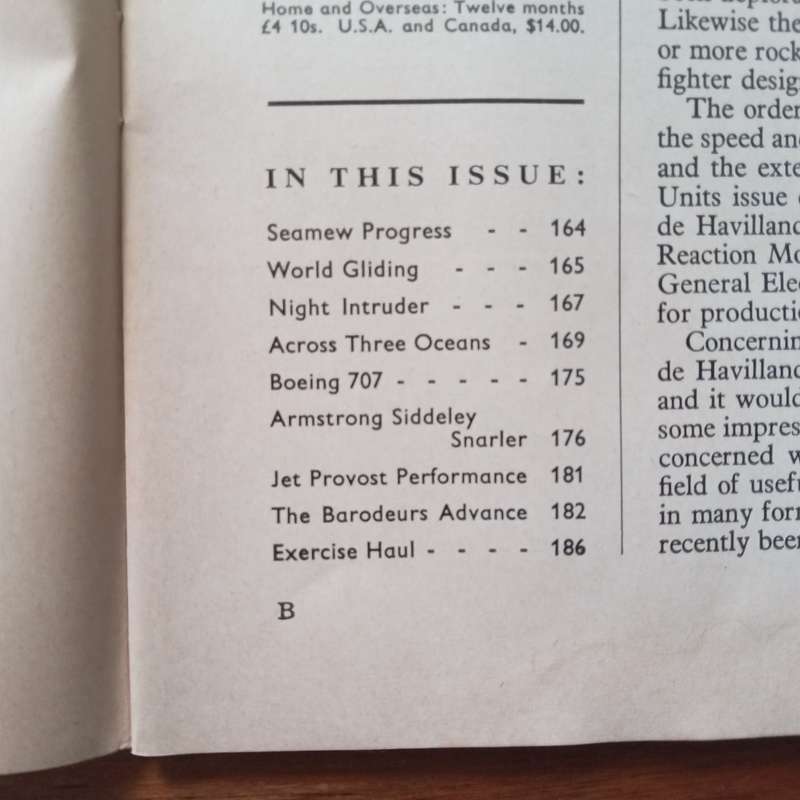 Home and Overseas: Twelve months
£4 10s. U.S.A. and Canada, $14.00.
IN THIS ISSUE:
Seamew Progress - - 164
World Gliding - - - 165
Night Intruder - - - 167
Across Three Oceans - 169
Boeing 707 - - - - - 175
Armstrong Siddeley
Snarler 176
Jet Provost Performance 181
The Barodeurs Advance 182
Exercise Haul - - - - 186
B
Likewise the
or more rock
fighter desig
The order
the speed an
and the exte
Units issue
de Havilland
Reaction Mo
General Elec
for producti
Concernin
de Havilland
and it would
some impres
concerned w
field of usefu
in many for
recently been